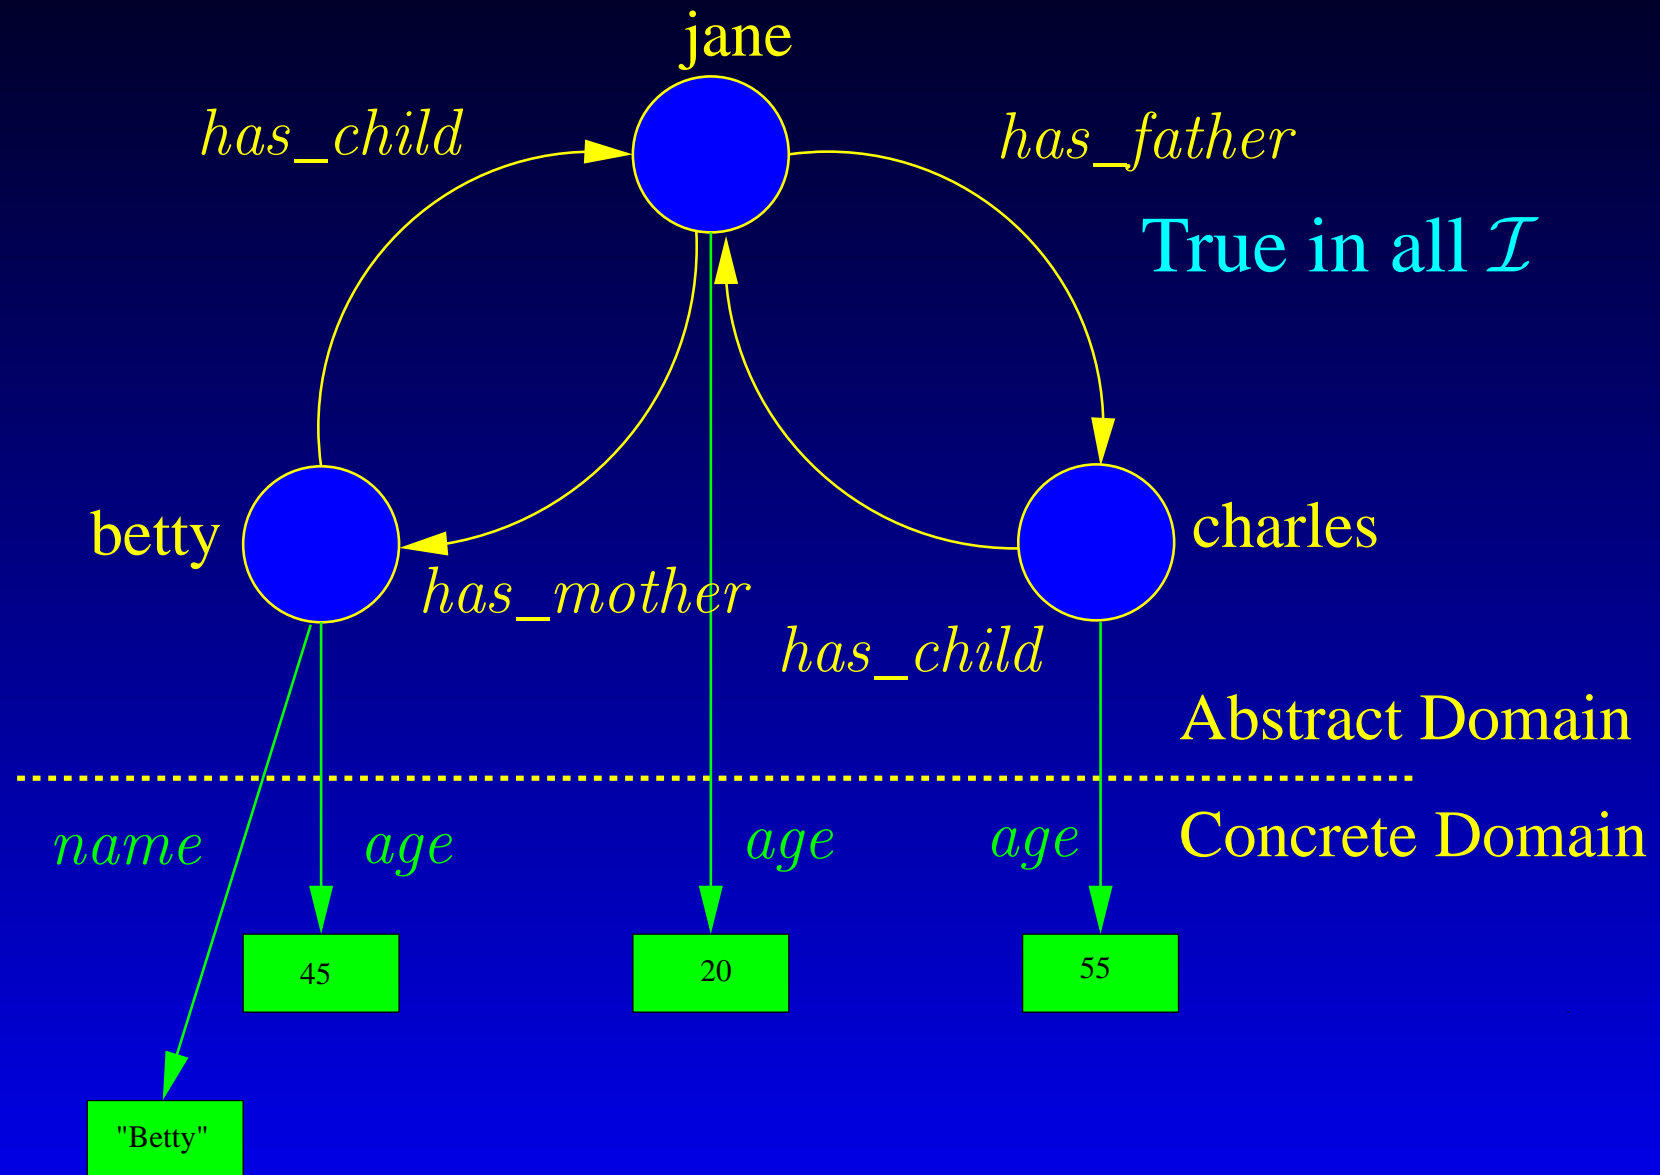 jane
has_child
has_father
True in all ℐ
betty
charles
has_mother
has_child
Abstract Domain
Concrete Domain
name
age
age
age
45
20
55
"Betty"